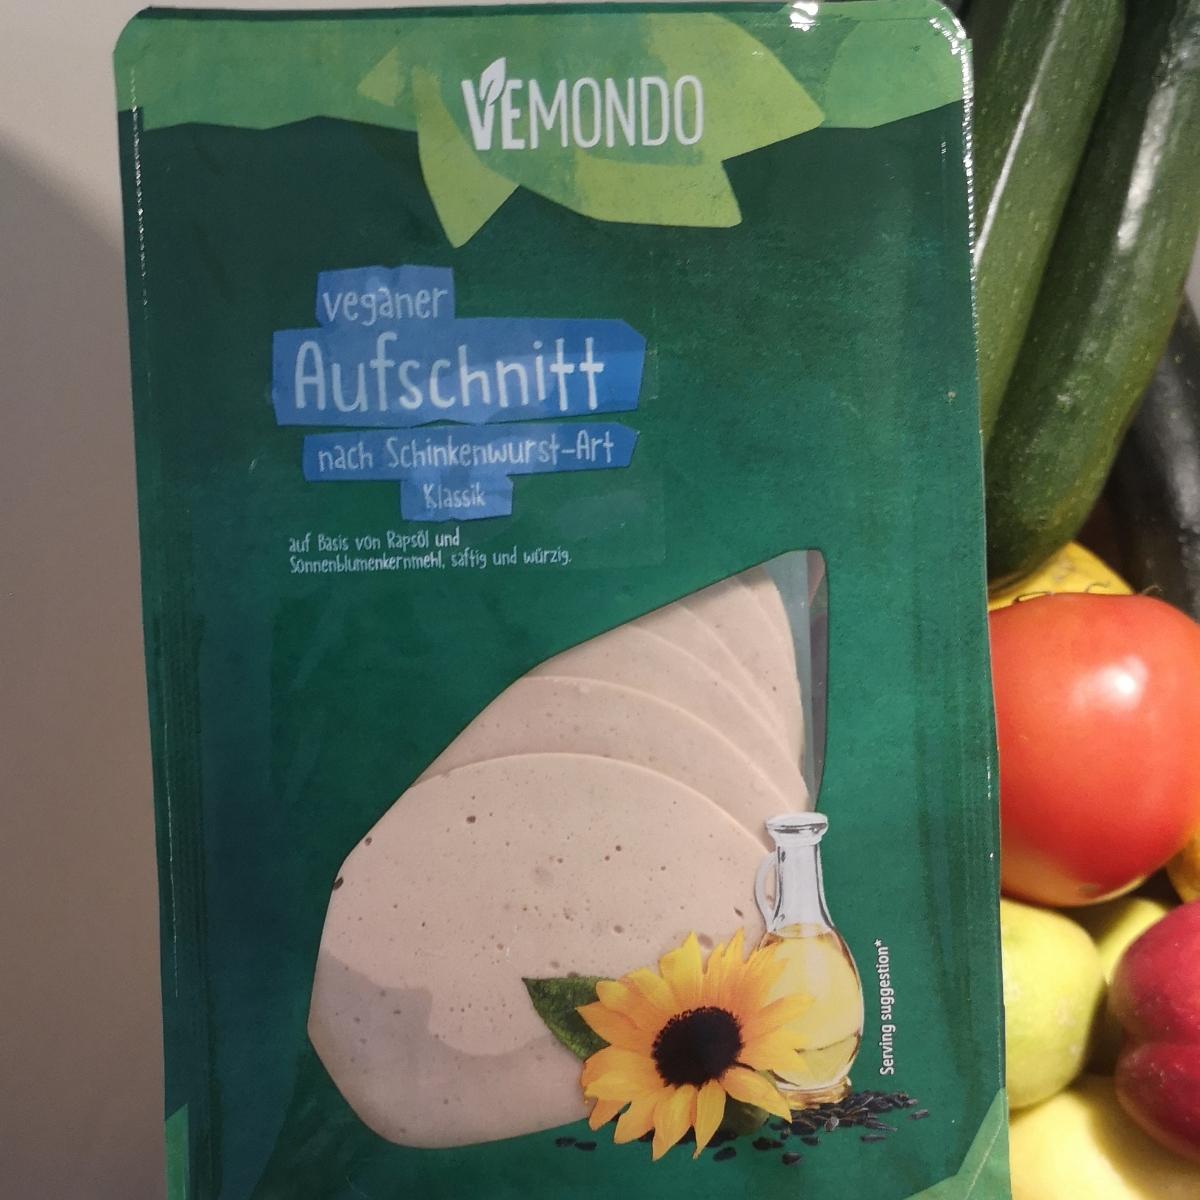 VEMONDO
veganer
Aufschnitt
nach Schinkenwurst-Art
Klassik
auf Basis von Rapsöl und
Sonnenblumenkernmehl, saftig und würzig.
Serving suggestion*